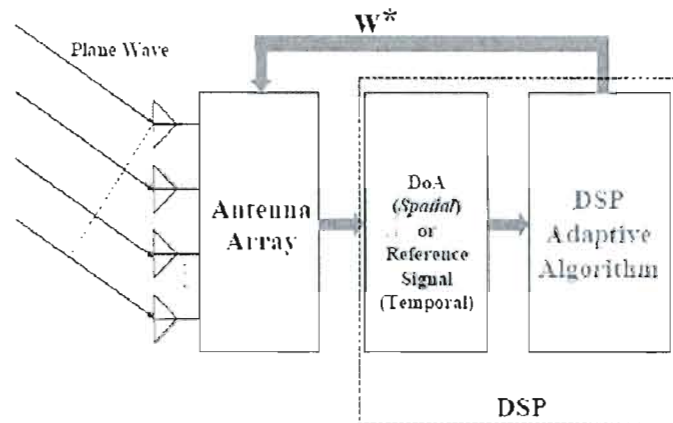 W*
Plane Wave
Antenna
Array
DoA
(Spatial)
or
Reference
Signal
(Temporal)
DSP
Adaptive
Algorithm
DSP